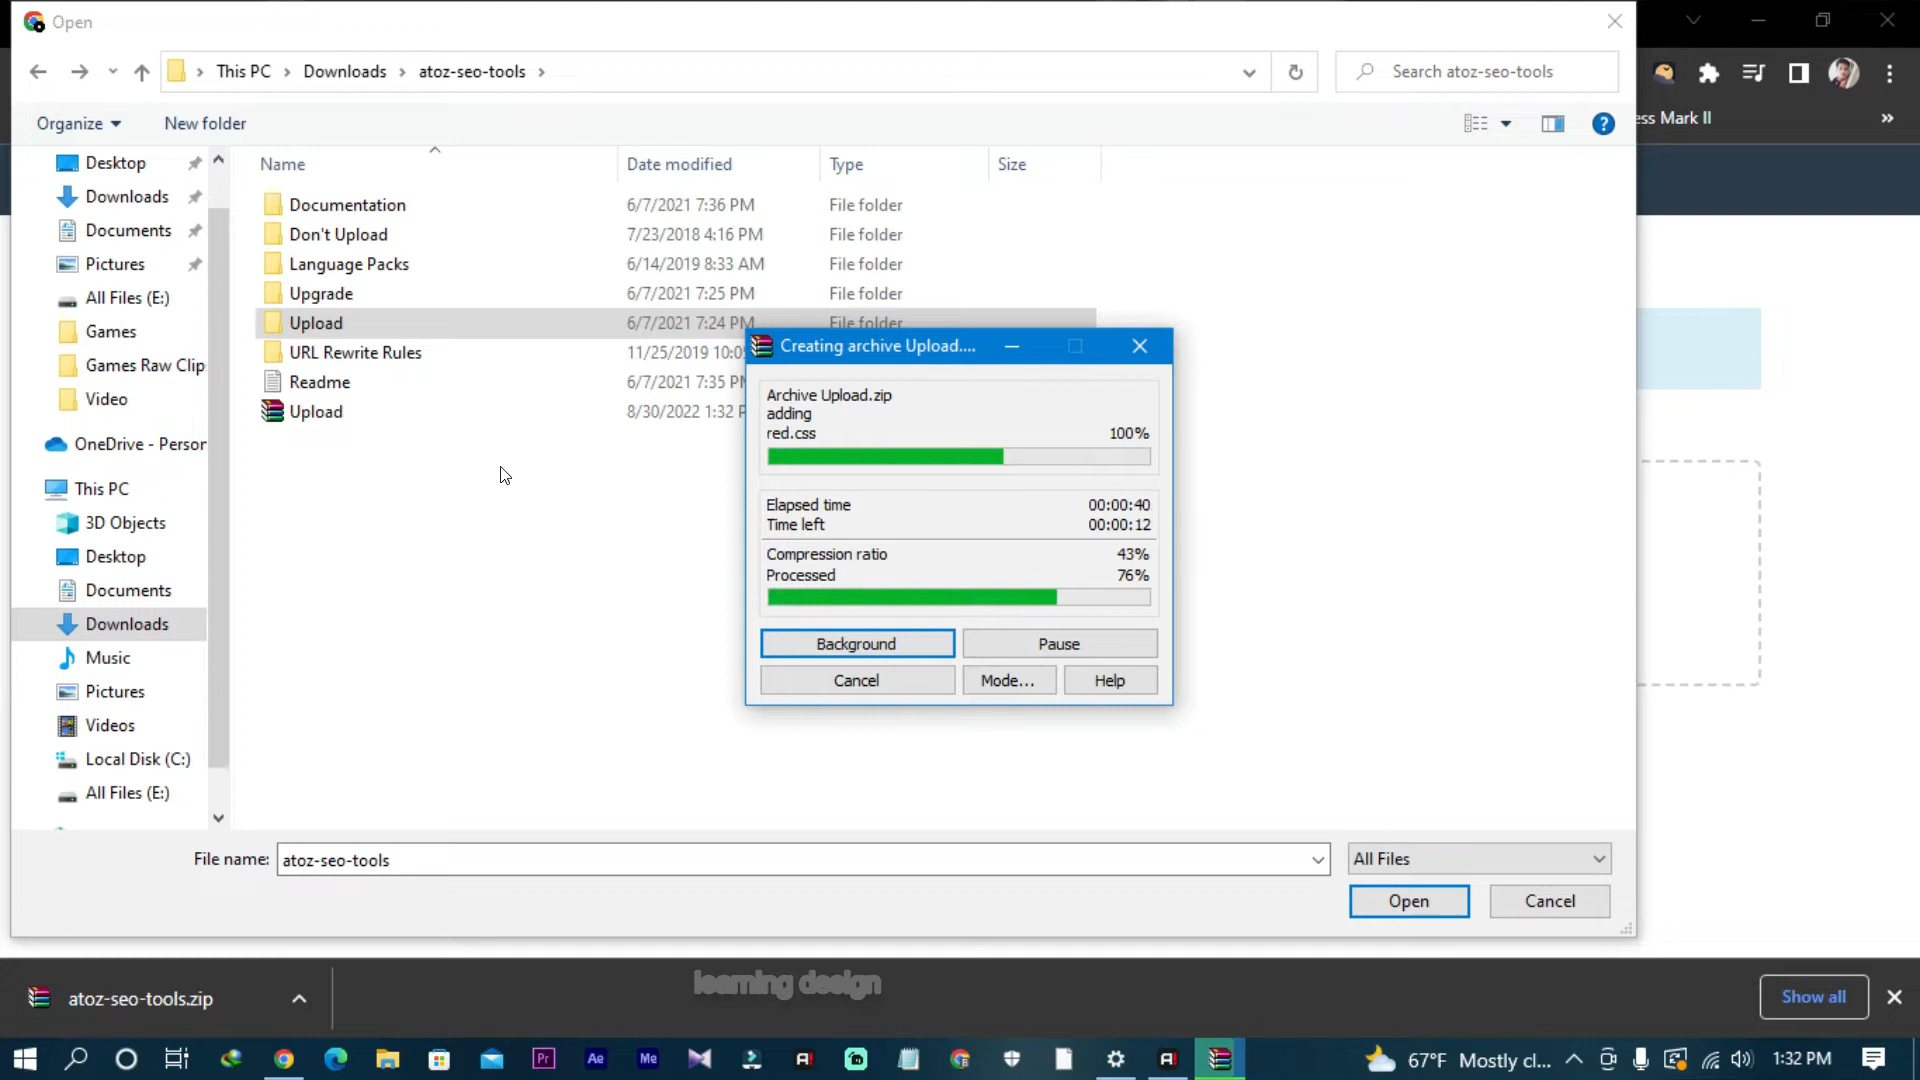 Open
This PC > Downloads > atoz-seo-tools >
Search atoz-seo-tools
ess Mark II
Organize
New folder
Name
Date modified
Type
Size
Documentation 6/7/2021 7:36 PM File folder
Don't Upload 7/23/2018 4:16 PM File folder
Language Packs 6/14/2019 8:33 AM File folder
Upgrade 6/7/2021 7:25 PM File folder
Upload 6/7/2021 7:24 PM File folder
URL Rewrite Rules 11/25/2019 10:0
Readme 6/7/2021 7:35 P
Upload 8/30/2022 1:32 P
Desktop
Downloads
Documents
Pictures
All Files (E:)
Games
Games Raw Clip
Video
OneDrive - Person
This PC
3D Objects
Desktop
Documents
Downloads
Music
Pictures
Videos
Local Disk (C:)
All Files (E:)
Creating archive Upload....
Archive Upload.zip
adding
red.css 100%
Elapsed time 00:00:40
Time left 00:00:12
Compression ratio 43%
Processed 76%
Background
Pause
Cancel
Mode...
Help
File name: atoz-seo-tools
All Files
Open
Cancel
atoz-seo-tools.zip
learning design
Show all
Pr
Ae
Me
67°F Mostly cl...
1:32 PM